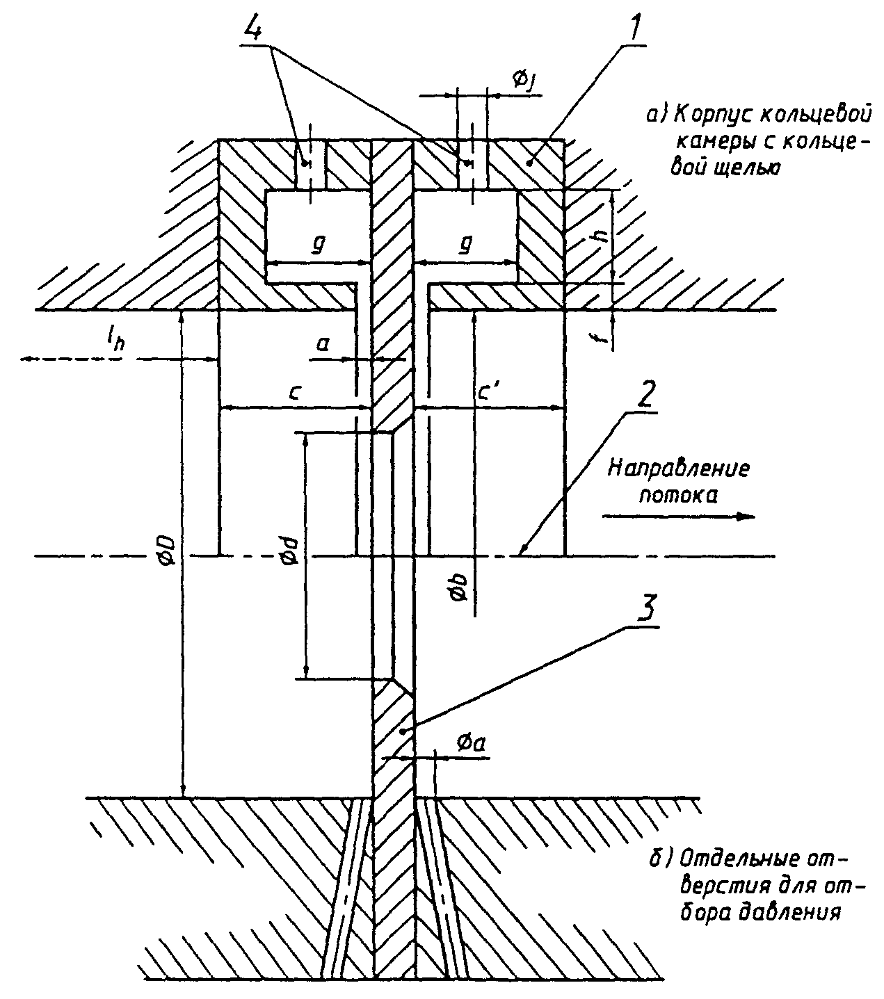 4
1
øj
а) Корпус кольцевой
камеры с кольце-
вой щелью
g
g
h
lh
a
f
c
c'
2
Направление
потока
øD
ød
øb
3
øa
б) Отдельные от-
верстия для от-
бора давления